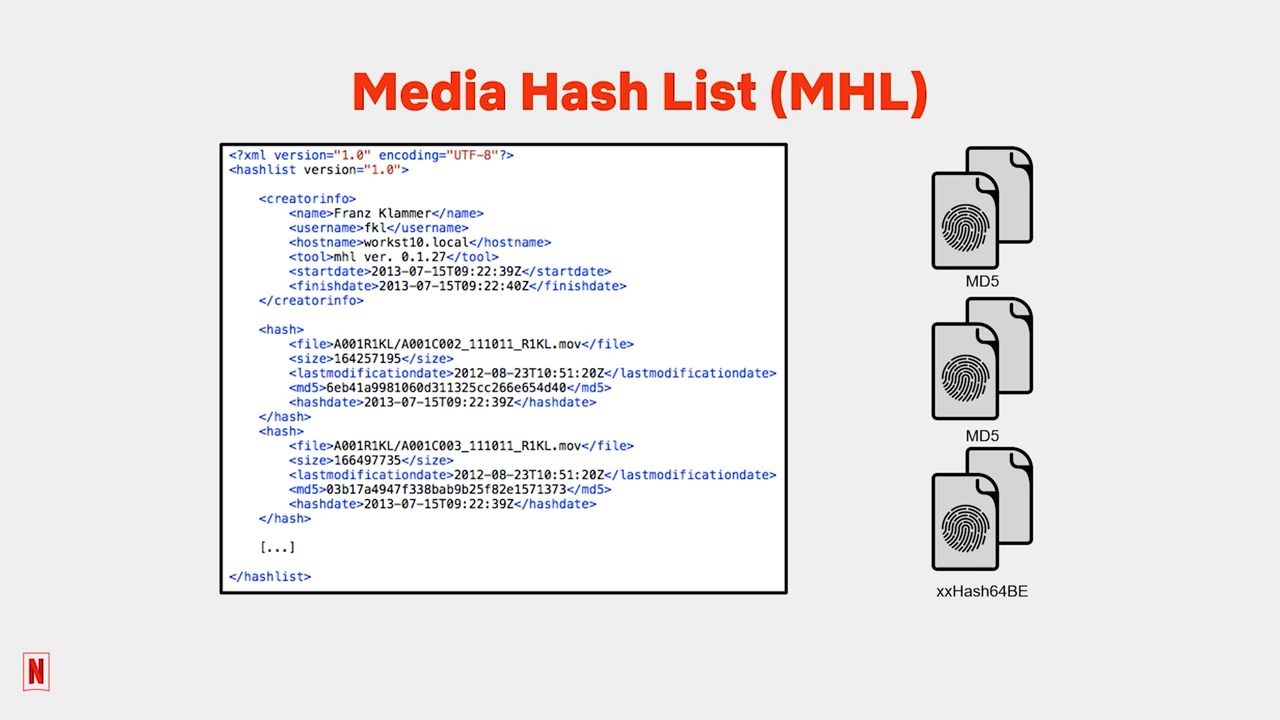 Media Hash List (MHL)
<?xml version="1.0" encoding="UTF-8"?>
<hashlist version="1.0">
<creatorinfo>
<name>Franz Klammer</name>
<username>fkl</username>
<hostname>workst10.local</hostname>
<tool>mhl ver. 0.1.27</tool>
<startdate>2013-07-15T09:22:39Z</startdate>
<finishdate>2013-07-15T09:22:40Z</finishdate>
</creatorinfo>
<hash>
<file>A001R1KL/A001C002_111011_R1KL.mov</file>
<size>164257195</size>
<lastmodificationdate>2012-08-23T10:51:20Z</lastmodificationdate>
<md5>6eb41a9981060d311325cc266e654d40</md5>
<hashdate>2013-07-15T09:22:39Z</hashdate>
</hash>
<hash>
<file>A001R1KL/A001C003_111011_R1KL.mov</file>
<size>166497735</size>
<lastmodificationdate>2012-08-23T10:51:20Z</lastmodificationdate>
<md5>03b17a4947f338bab9b25f82e1571373</md5>
<hashdate>2013-07-15T09:22:39Z</hashdate>
</hash>
[...]
</hashlist>
MD5
MD5
xxHash64BE
N